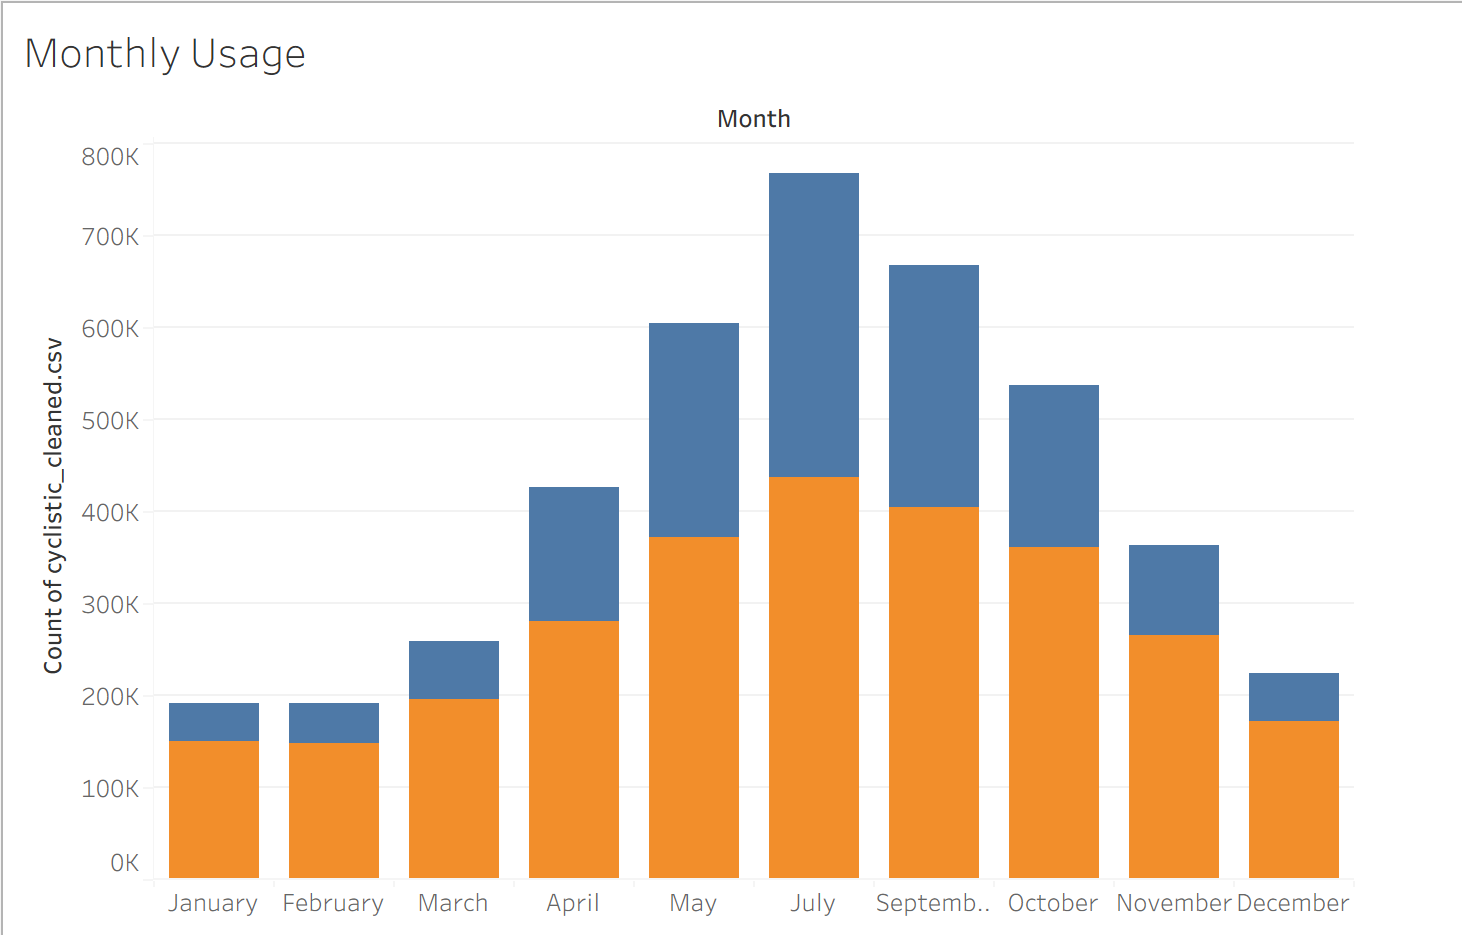 Monthly Usage
Month
800K
700K
600K
500K
400K
300K
200K
100K
0K
Count of cyclistic_cleaned.csv
January February March April May July Septemb.. October November December